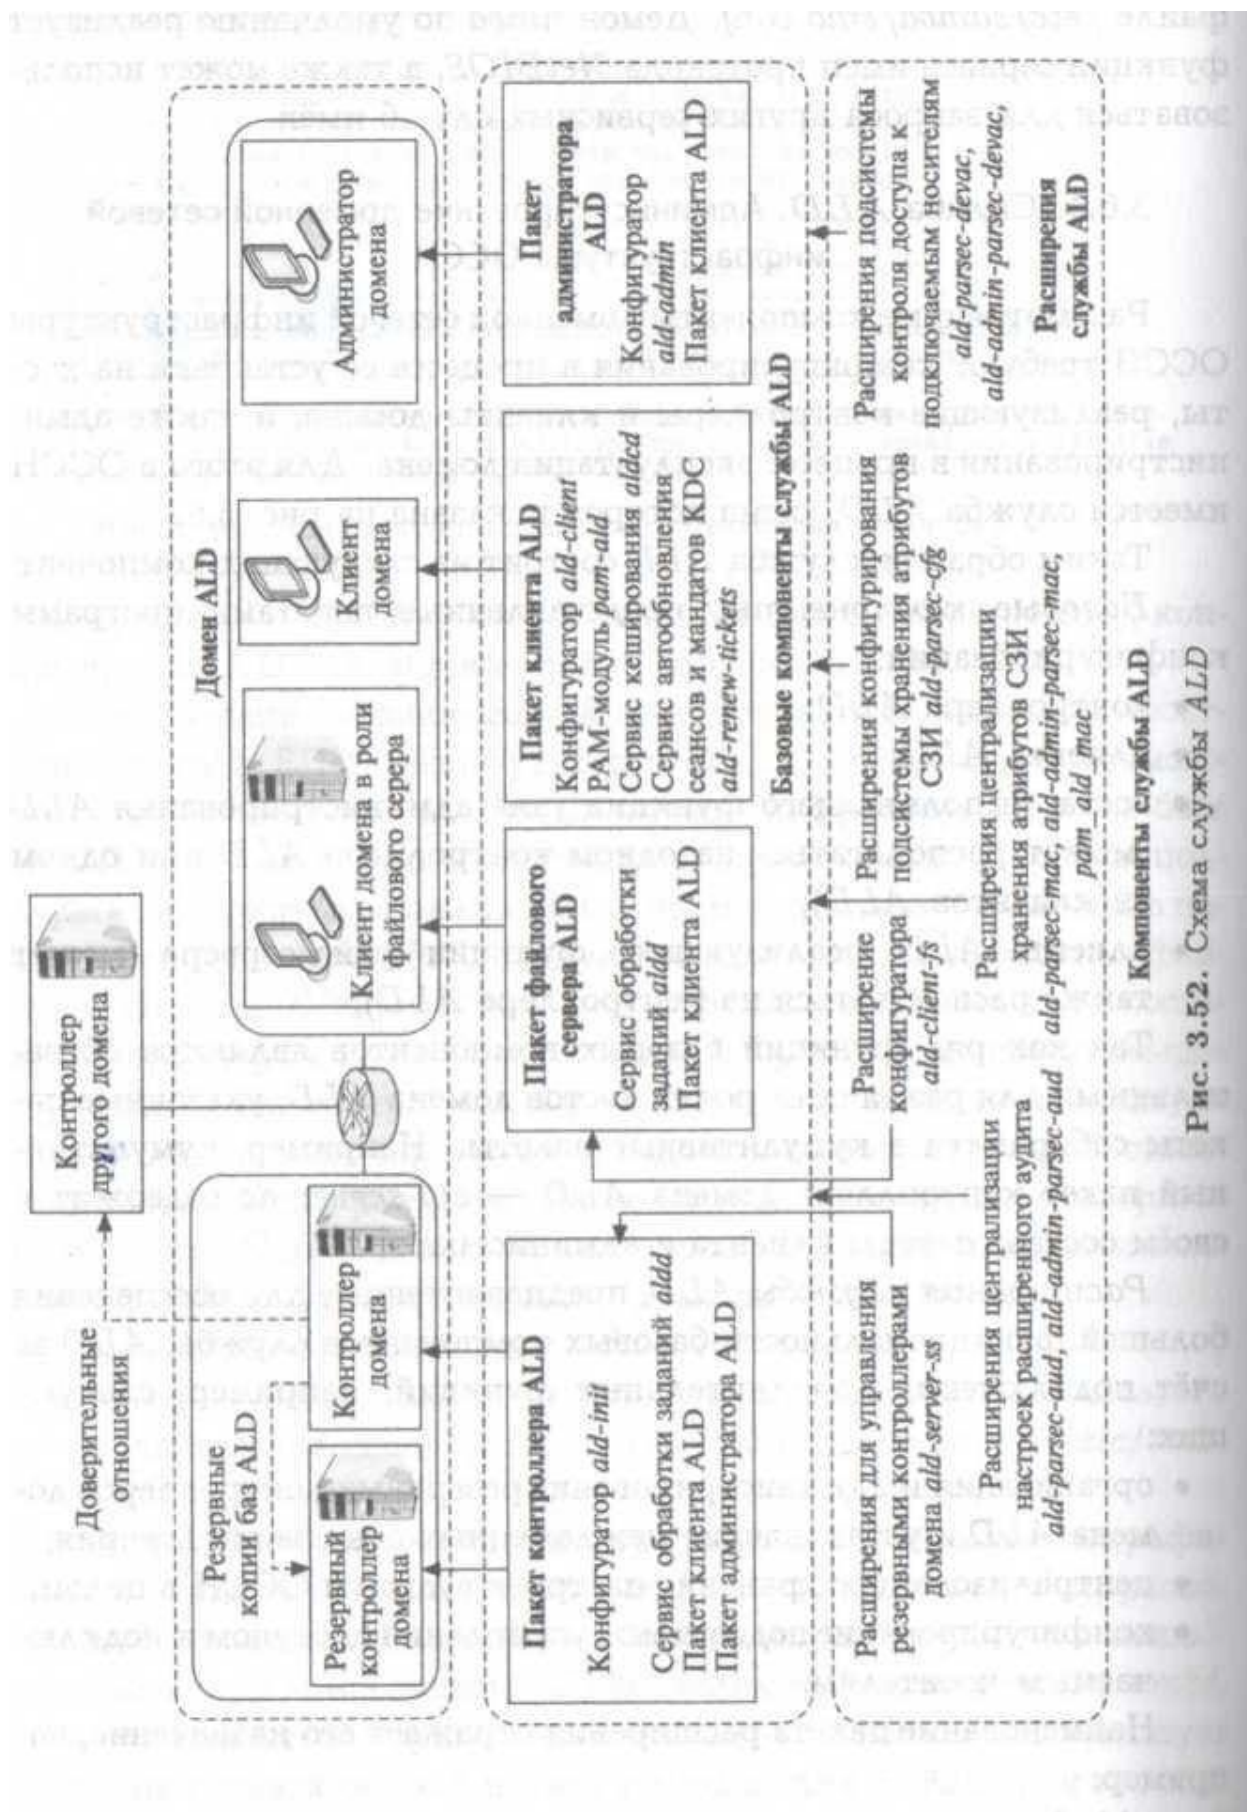 Доверительные
отношения
Контроллер
другого домена
Домен ALD
Резервные
копии баз ALD
Резервный
контроллер
домена
Контроллер
домена
Клиент домена в роли
файлового серера
Клиент
домена
Администратор
домена
Пакет контроллера ALD
Конфигуратор ald-init
Сервис обработки заданий aldd
Пакет клиента ALD
Пакет администратора ALD
Пакет файлового
сервера ALD
Сервис обработки
заданий aldd
Пакет клиента ALD
Пакет клиента ALD
Конфигуратор ald-client
PAM-модуль pam-ald
Сервис кеширования aldcd
Сервис автообновления
сеансов и мандатов KDC
ald-renew-tickets
Пакет
администратора
ALD
Конфигуратор
ald-admin
Пакет клиента ALD
Базовые компоненты службы ALD
Расширения для управления
резервными контроллерами
домена ald-server-ss
Расширение
конфигуратора
ald-client-fs
Расширения конфигурирования
подсистемы хранения атрибутов
СЗИ ald-parsec-cfg
Расширения подсистемы
контроля доступа к
подключаемым носителям
ald-parsec-devac,
ald-admin-parsec-devac,
Расширения централизации
настроек расширенного аудита
ald-parsec-aud, ald-admin-parsec-aud
Расширения централизации
хранения арибутов СЗИ
ald-parsec-mac, ald-admin-parsec-mac,
pam_ald_mac
Расширения
службы ALD
Компоненты службы ALD
Рис. 3.52. Схема службы ALD